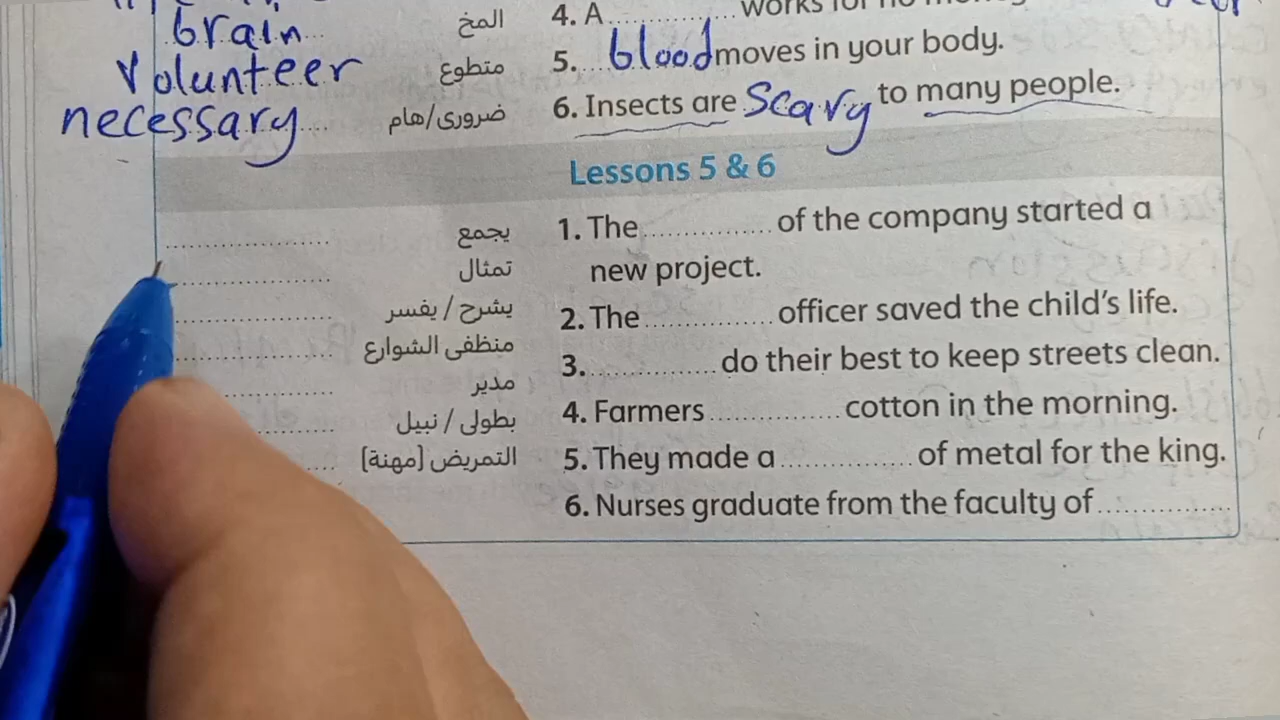 brain المخ
Volunteer متطوع
necessary ضرورى/هام
4. A .............. works for no
5. blood moves in your body.
6. Insects are scary to many people.
Lessons 5 & 6
.............. يجمع
.............. تمثال
.............. يشرح / يفسر
.............. منظفى الشوارع
.............. مدير
.............. بطولى / نبيل
.... التمريض (مهنة)
1. The .............. of the company started a
new project.
2. The .............. officer saved the child's life.
3. .............. do their best to keep streets clean.
4. Farmers .............. cotton in the morning.
5. They made a .............. of metal for the king.
6. Nurses graduate from the faculty of ..............